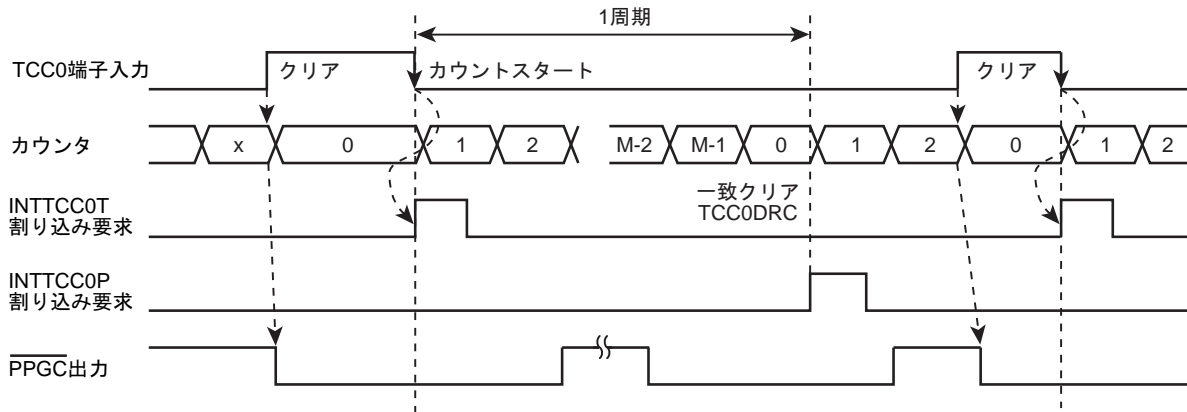 1周期
TCC0端子入力
クリア
カウントスタート
クリア
カウンタ
x
0
1
2
M-2
M-1
0
1
2
0
1
2
INTTCC0T
割り込み要求
一致クリア
TCC0DRC
INTTCC0P
割り込み要求
PPGC出力